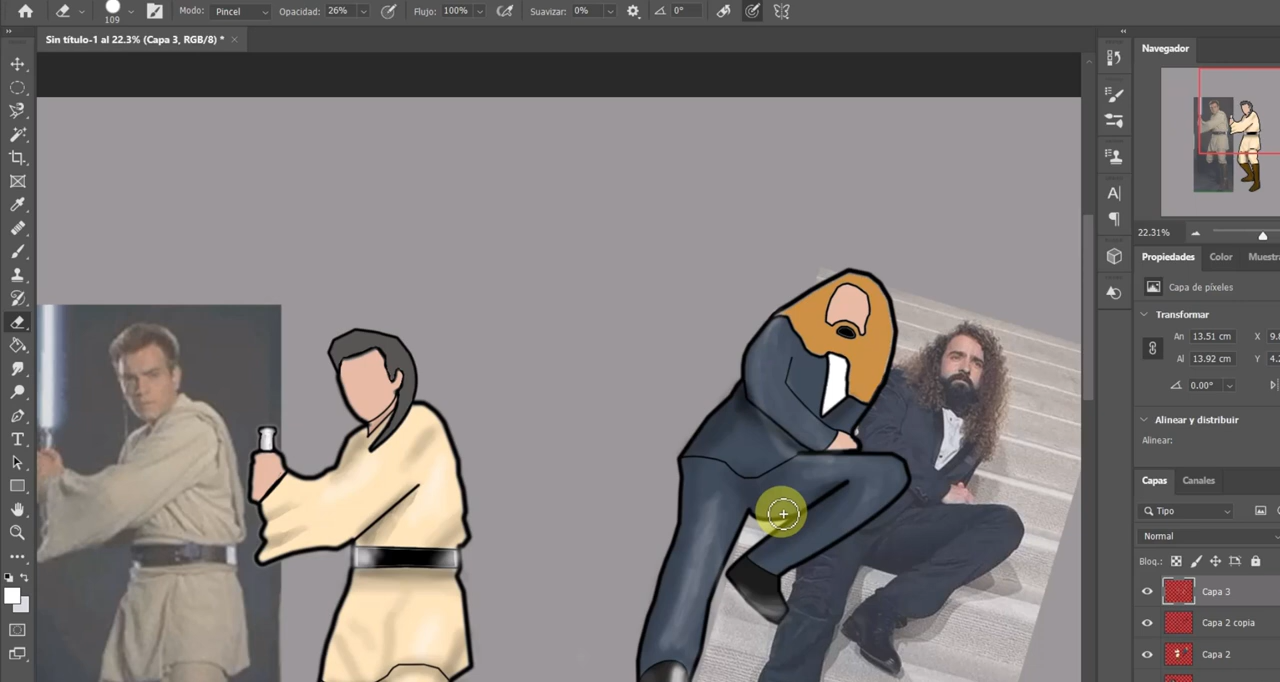 109
Modo: Pincel Opacidad: 26% Flujo: 100% Suavizar: 0% 0°
Sin título-1 al 22.3% (Capa 3, RGB/8) *
Navegador
22.31%
Propiedades Color
Capa de píxeles
Transformar
An 13.51 cm X
Al 13.92 cm Y
0.00°
Alinear y distribuir
Alinear:
Capas Canales
Tipo
Normal
Bloq.:
Capa 3
Capa 2 copia
Capa 2